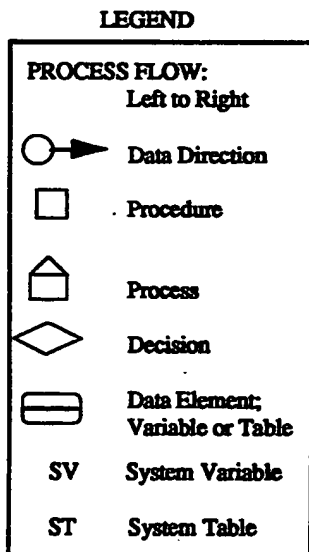 LEGEND
PROCESS FLOW:
Left to Right
Data Direction
Procedure
Process
Decision
Data Element;
Variable or Table
SV System Variable
ST System Table